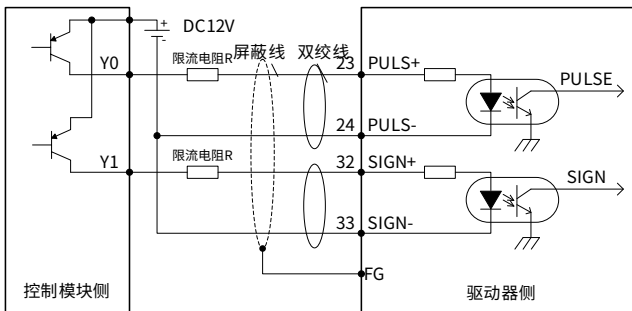 +
-
DC12V
Y0
限流电阻R
屏蔽线
双绞线
23
PULS+
PULSE
24
PULS-
Y1
限流电阻R
32
SIGN+
SIGN
33
SIGN-
FG
控制模块侧
驱动器侧